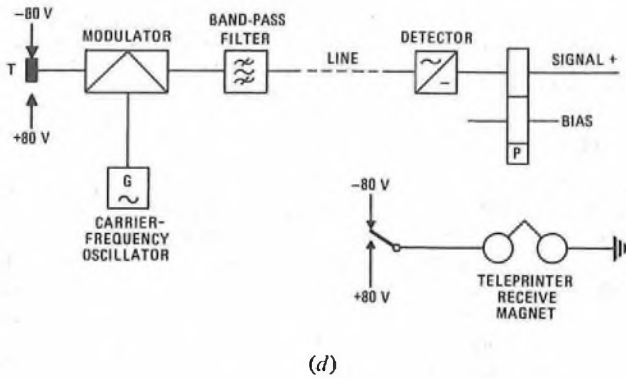 −80 V
T
+80 V
MODULATOR
BAND-PASS
FILTER
LINE
DETECTOR
SIGNAL +
BIAS
P
G
CARRIER-
FREQUENCY
OSCILLATOR
−80 V
+80 V
TELEPRINTER
RECEIVE
MAGNET
(d)